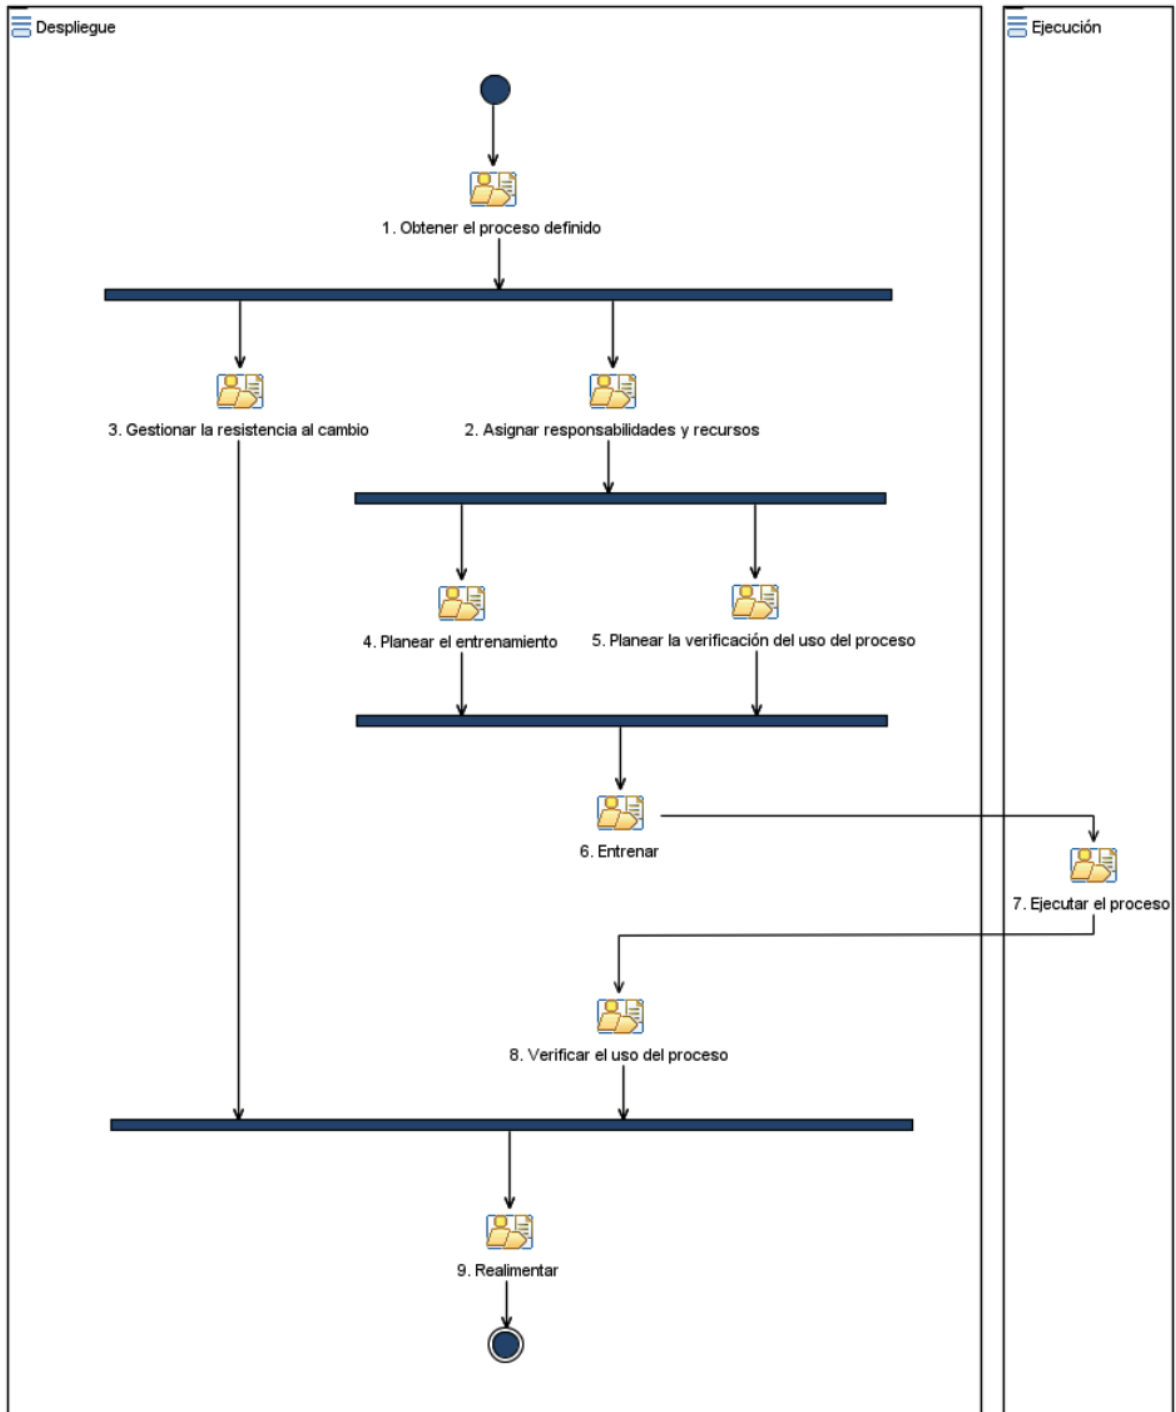 Despliegue
Ejecución
1. Obtener el proceso definido
3. Gestionar la resistencia al cambio
2. Asignar responsabilidades y recursos
4. Planear el entrenamiento
5. Planear la verificación del uso del proceso
6. Entrenar
7. Ejecutar el proceso
8. Verificar el uso del proceso
9. Realimentar